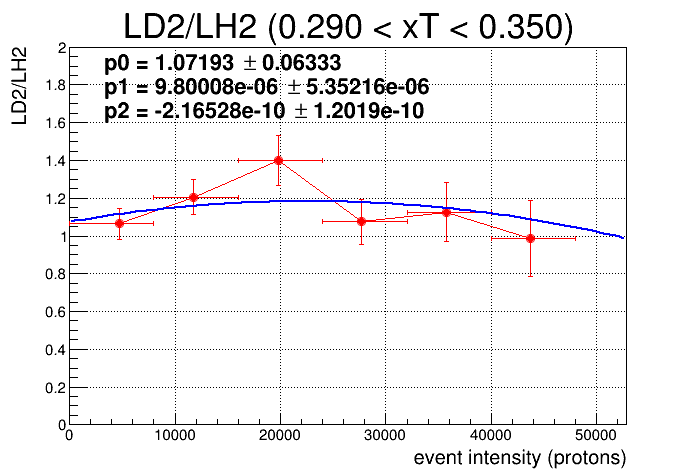 LD2/LH2 (0.290 < xT < 0.350)
LD2/LH2
p0 = 1.07193 ± 0.06333
p1 = 9.80008e-06 ± 5.35216e-06
p2 = -2.16528e-10 ± 1.2019e-10
2
1.8
1.6
1.4
1.2
1
0.8
0.6
0.4
0.2
0
0 10000 20000 30000 40000 50000
event intensity (protons)